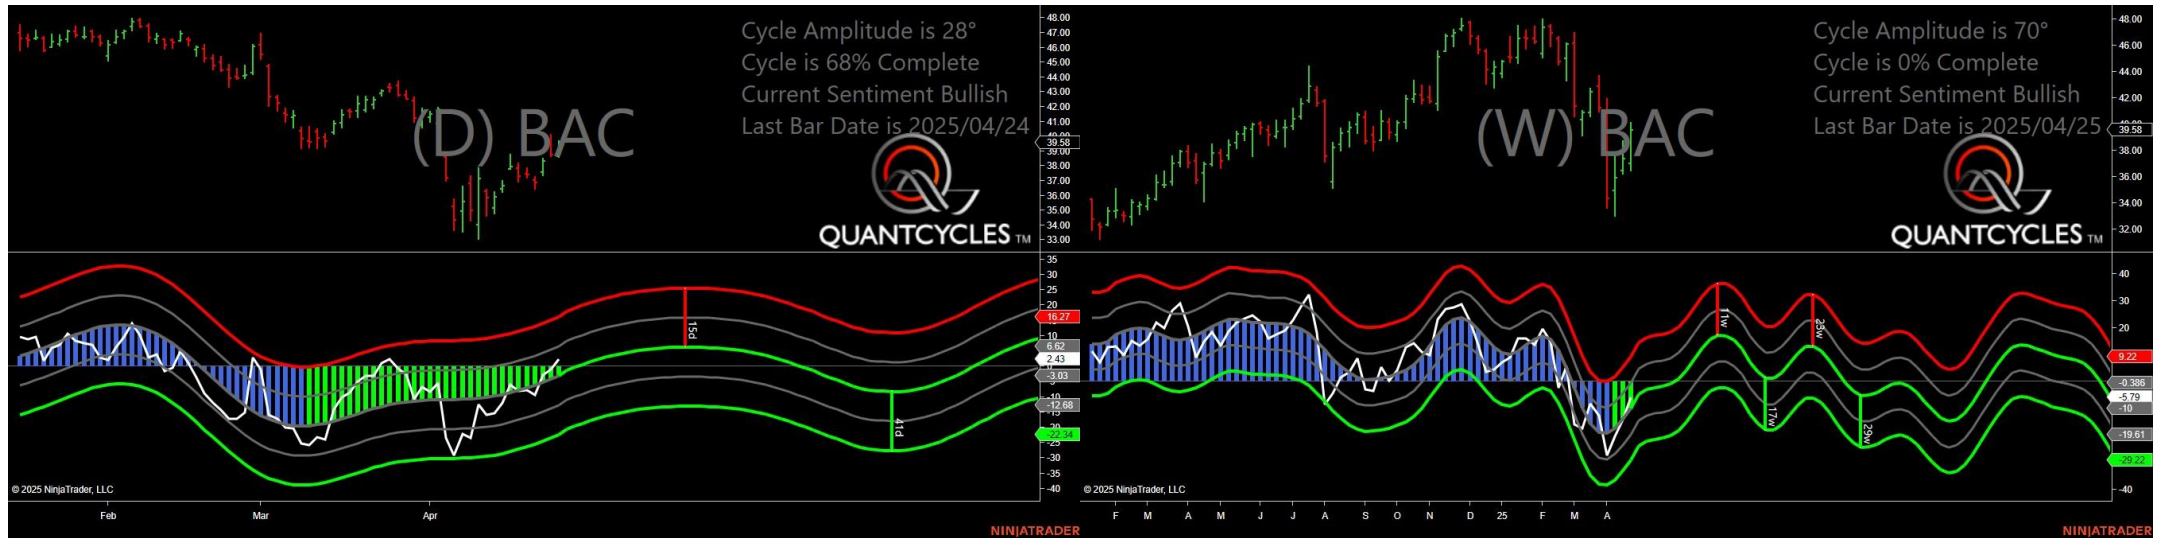 Cycle Amplitude is 28°
Cycle is 68% Complete
Current Sentiment Bullish
Last Bar Date is 2025/04/24
(D) BAC
QUANTCYCLES TM
48.00
47.00
46.00
45.00
44.00
43.00
42.00
41.00
39.58
39.00
38.00
37.00
36.00
35.00
34.00
33.00
35
30
25
20
16.27
10
6.62
2.43
-3.03
-10
-12.68
-15
-22.34
-25
-30
-35
-40
15d
41d
© 2025 NinjaTrader, LLC
Feb Mar Apr
NINJATRADER
Cycle Amplitude is 70°
Cycle is 0% Complete
Current Sentiment Bullish
Last Bar Date is 2025/04/25
(W) BAC
QUANTCYCLES TM
48.00
46.00
44.00
42.00
39.58
38.00
36.00
34.00
32.00
40
30
20
9.22
-0.386
-5.79
-10
-19.61
-29.22
-40
11w
17w
23w
29w
© 2025 NinjaTrader, LLC
F M A M J J A S O N D 25 F M A
NINJATRADER